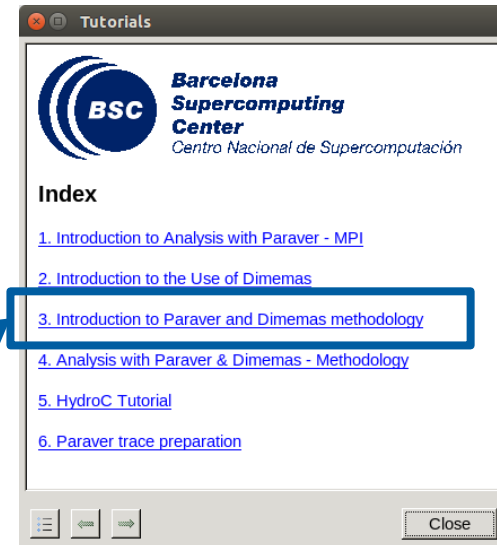 Tutorials
BSC
Barcelona
Supercomputing
Center
Centro Nacional de Supercomputación
Index
1. Introduction to Analysis with Paraver - MPI
2. Introduction to the Use of Dimemas
3. Introduction to Paraver and Dimemas methodology
4. Analysis with Paraver & Dimemas - Methodology
5. HydroC Tutorial
6. Paraver trace preparation
Close